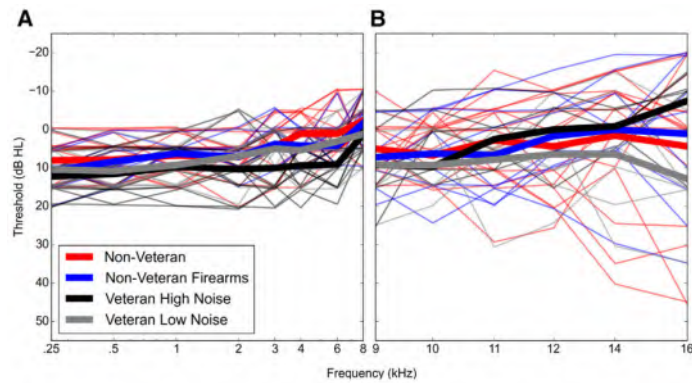 A
B
−20
−10
0
10
20
30
40
50
Threshold (dB HL)
Non-Veteran
Non-Veteran Firearms
Veteran High Noise
Veteran Low Noise
.25 .5 1 2 3 4 6 8
9 10 11 12 14 16
Frequency (kHz)